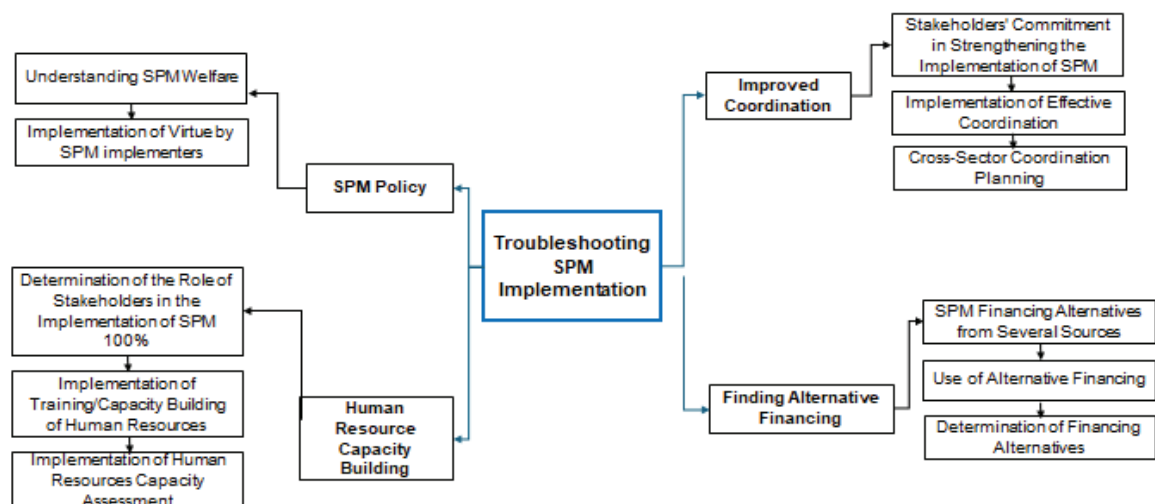 Understanding SPM Welfare
Implementation of Virtue by
SPM implementers
SPM Policy
Determination of the Role of
Stakeholders in the
Implementation of SPM
100%
Implementation of
Training/Capacity Building
of Human Resources
Implementation of Human
Resources Capacity
Assessment
Human
Resource
Capacity
Building
Troubleshooting
SPM
Implementation
Improved
Coordination
Stakeholders' Commitment
in Strengthening the
Implementation of SPM
Implementation of Effective
Coordination
Cross-Sector Coordination
Planning
Finding Alternative
Financing
SPM Financing Alternatives
from Several Sources
Use of Alternative Financing
Determination of Financing
Alternatives